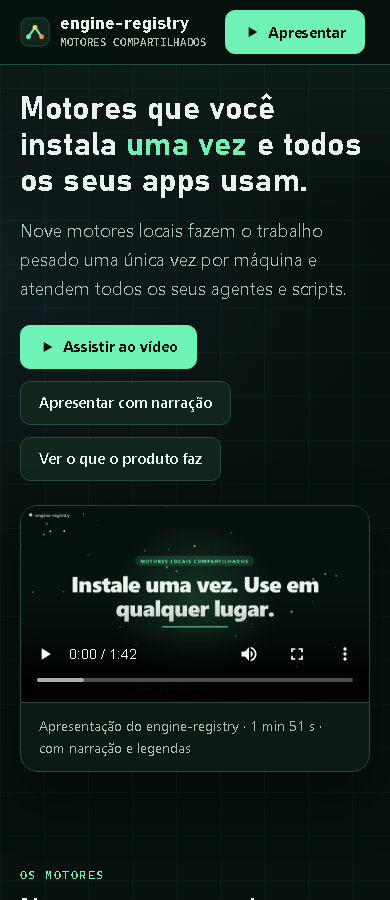 engine-registry
MOTORES COMPARTILHADOS
Apresentar
Motores que você
instala uma vez e todos
os seus apps usam.
Nove motores locais fazem o trabalho
pesado uma única vez por máquina e
atendem todos os seus agentes e scripts.
Assistir ao vídeo
Apresentar com narração
Ver o que o produto faz
engine-registry
MOTORES LOCAIS COMPARTILHADOS
Instale uma vez. Use em
qualquer lugar.
0:00 / 1:42
Apresentação do engine-registry · 1 min 51 s ·
com narração e legendas
OS MOTORES